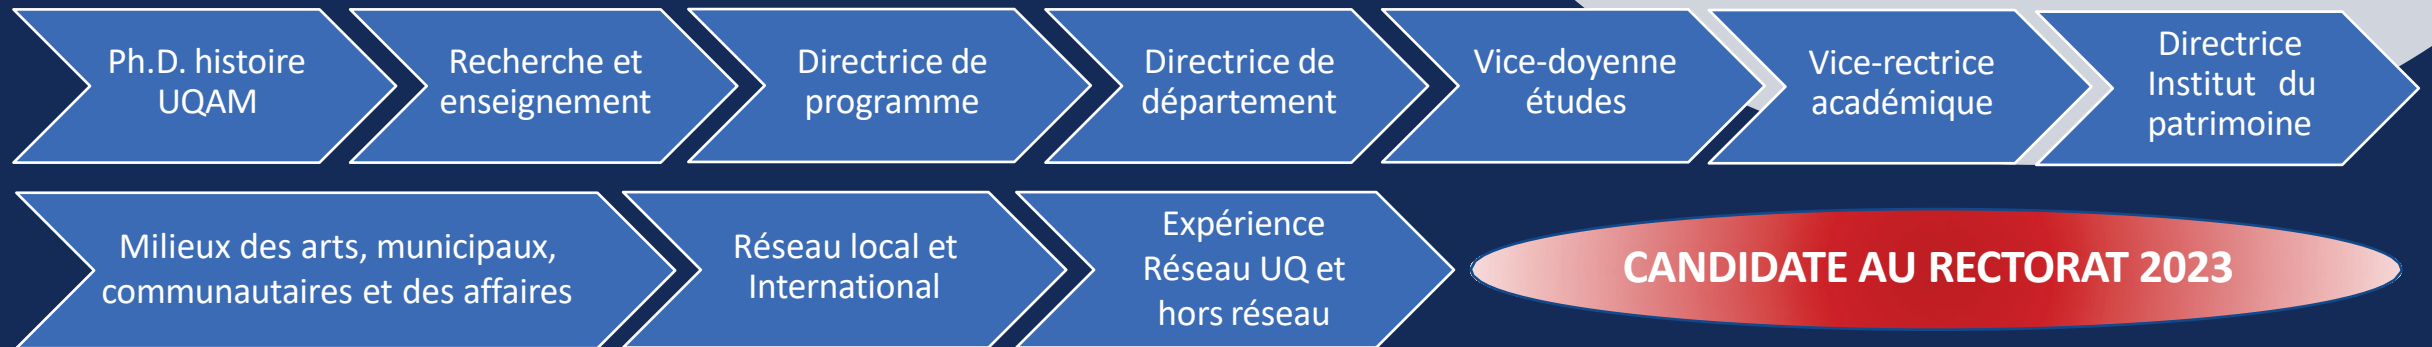 Ph.D. histoire
UQAM
Recherche et
enseignement
Directrice de
programme
Directrice de
département
Vice-doyenne
études
Vice-rectrice
académique
Directrice
Institut du
patrimoine
Milieux des arts, municipaux,
communautaires et des affaires
Réseau local et
International
Expérience
Réseau UQ et
hors réseau
CANDIDATE AU RECTORAT 2023